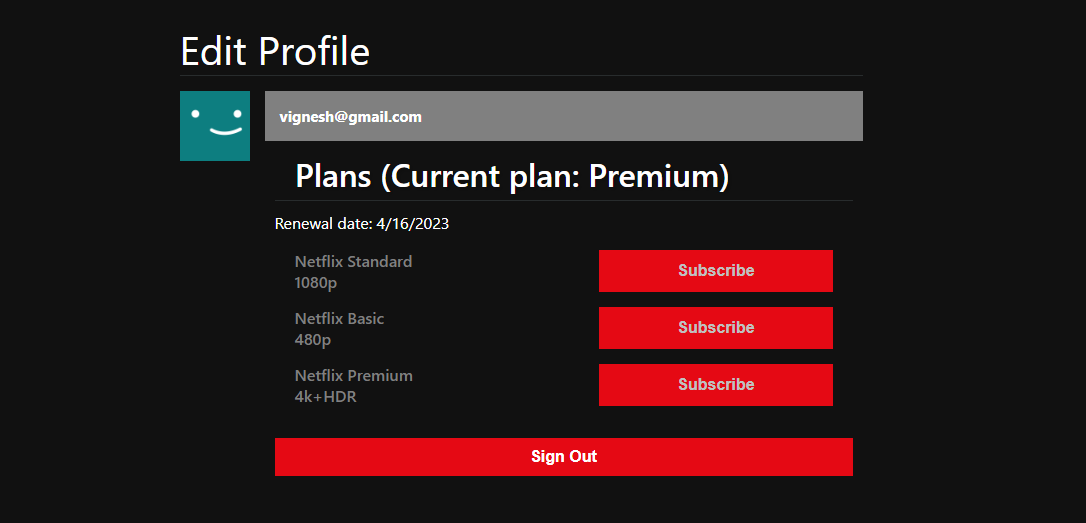 Edit Profile
vignesh@gmail.com
Plans (Current plan: Premium)
Renewal date: 4/16/2023
Netflix Standard
1080p
Subscribe
Netflix Basic
480p
Subscribe
Netflix Premium
4k+HDR
Subscribe
Sign Out